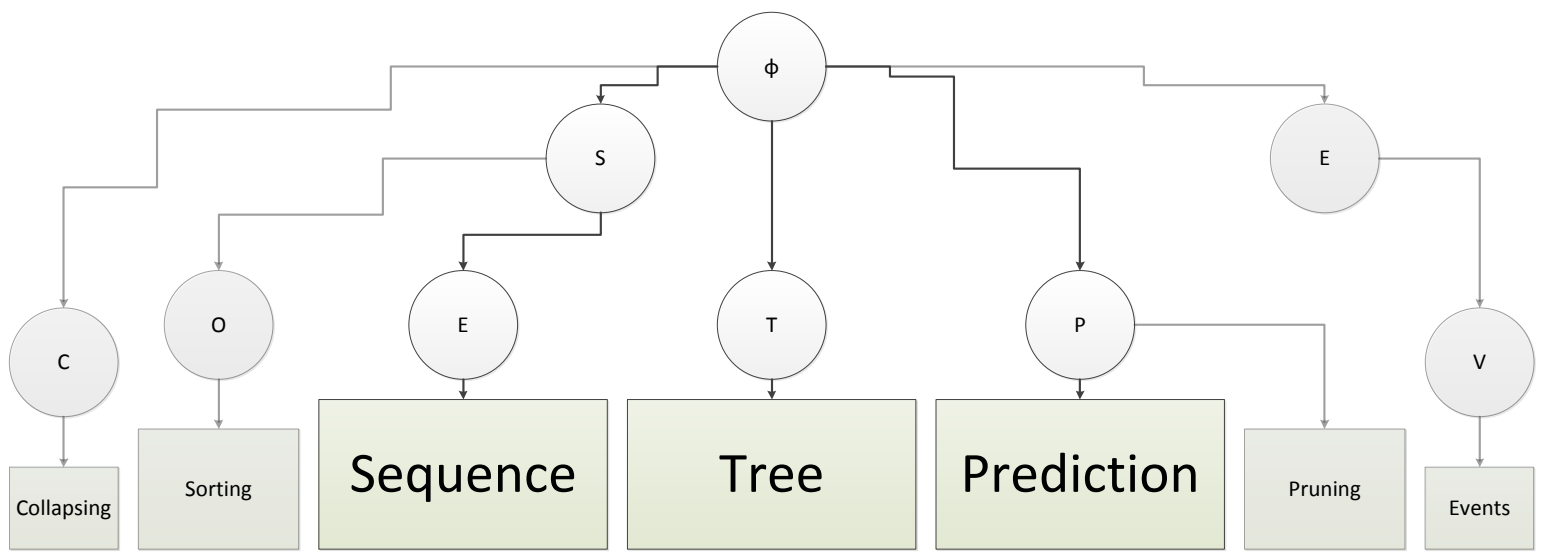 ϕ
S
E
C
O
E
T
P
V
Collapsing
Sorting
Sequence
Tree
Prediction
Pruning
Events